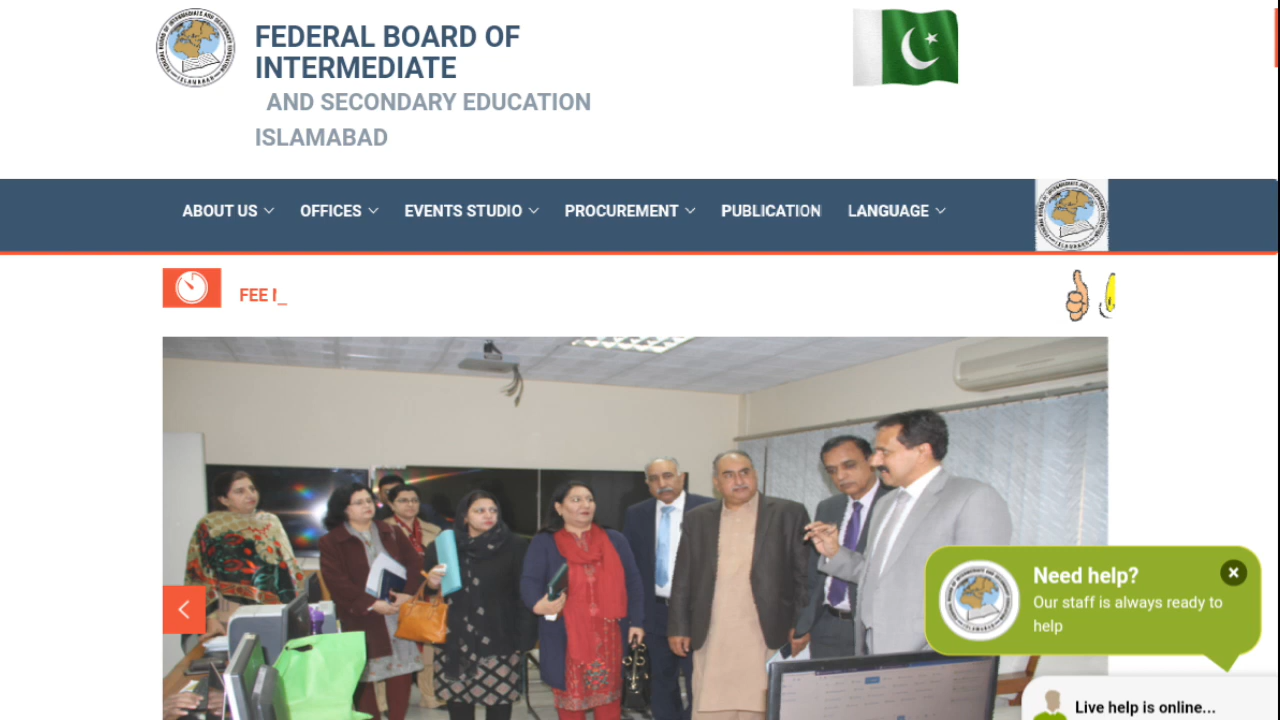 FEDERAL BOARD OF
INTERMEDIATE
AND SECONDARY EDUCATION
ISLAMABAD
ABOUT US OFFICES EVENTS STUDIO PROCUREMENT PUBLICATION LANGUAGE
FEE
Need help?
Our staff is always ready to
help
Live help is online...